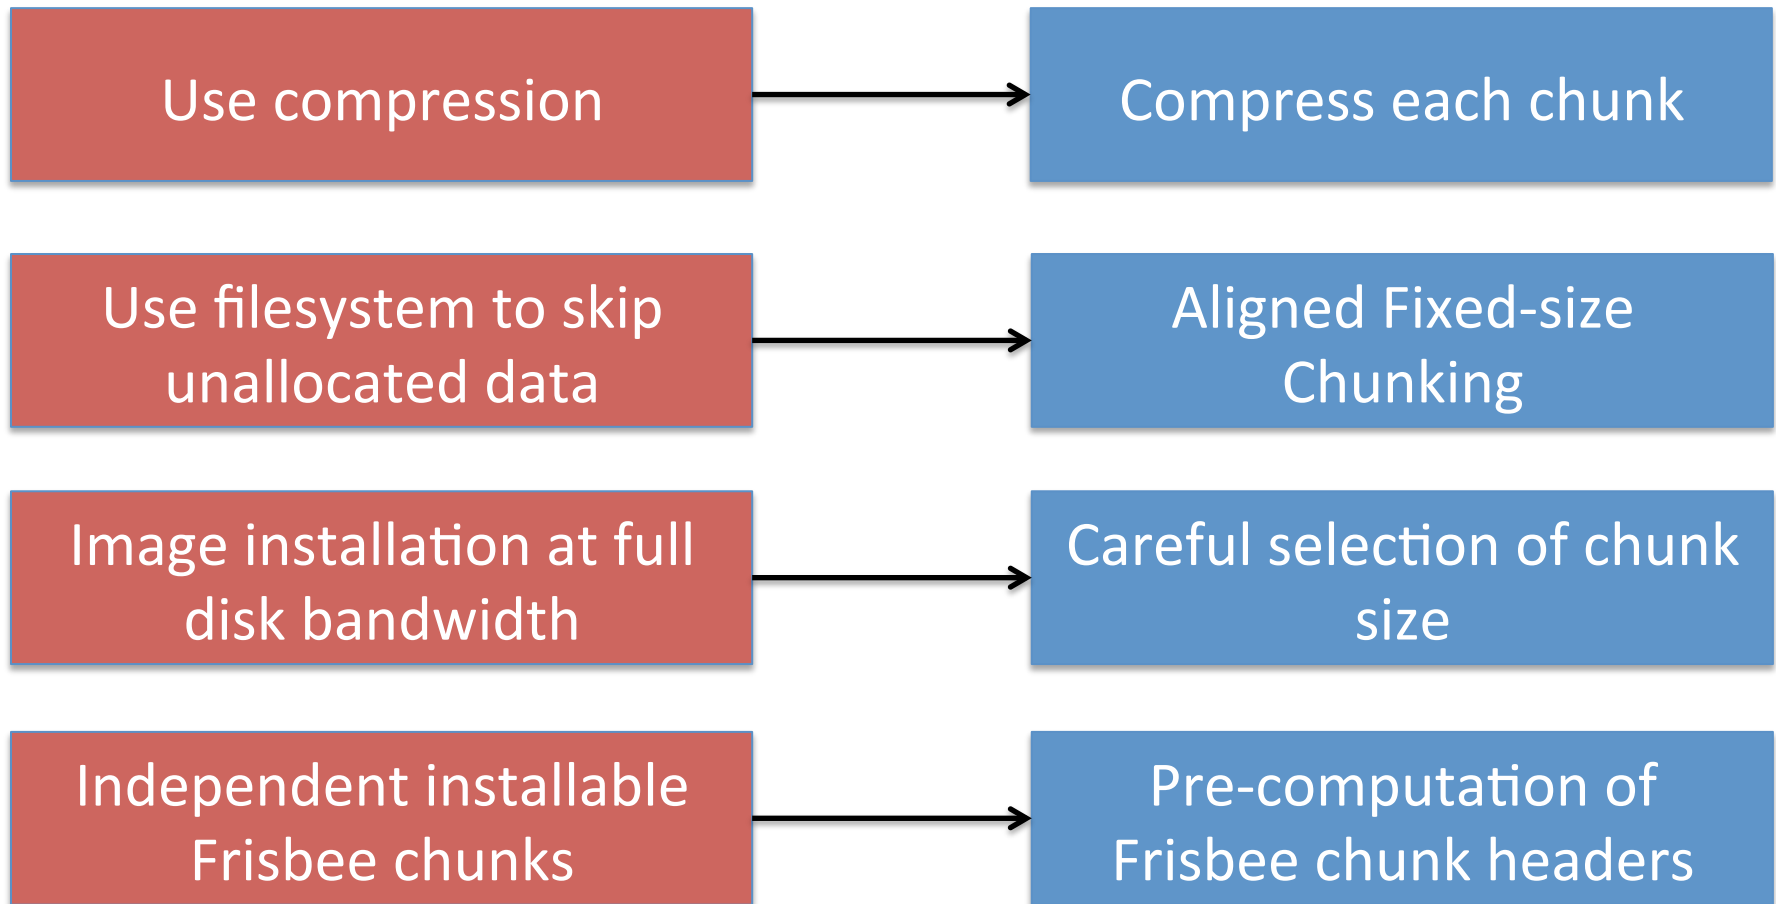 Use compression
Compress each chunk
Use filesystem to skip
unallocated data
Aligned Fixed-size
Chunking
Image installation at full
disk bandwidth
Careful selection of chunk
size
Independent installable
Frisbee chunks
Pre-computation of
Frisbee chunk headers